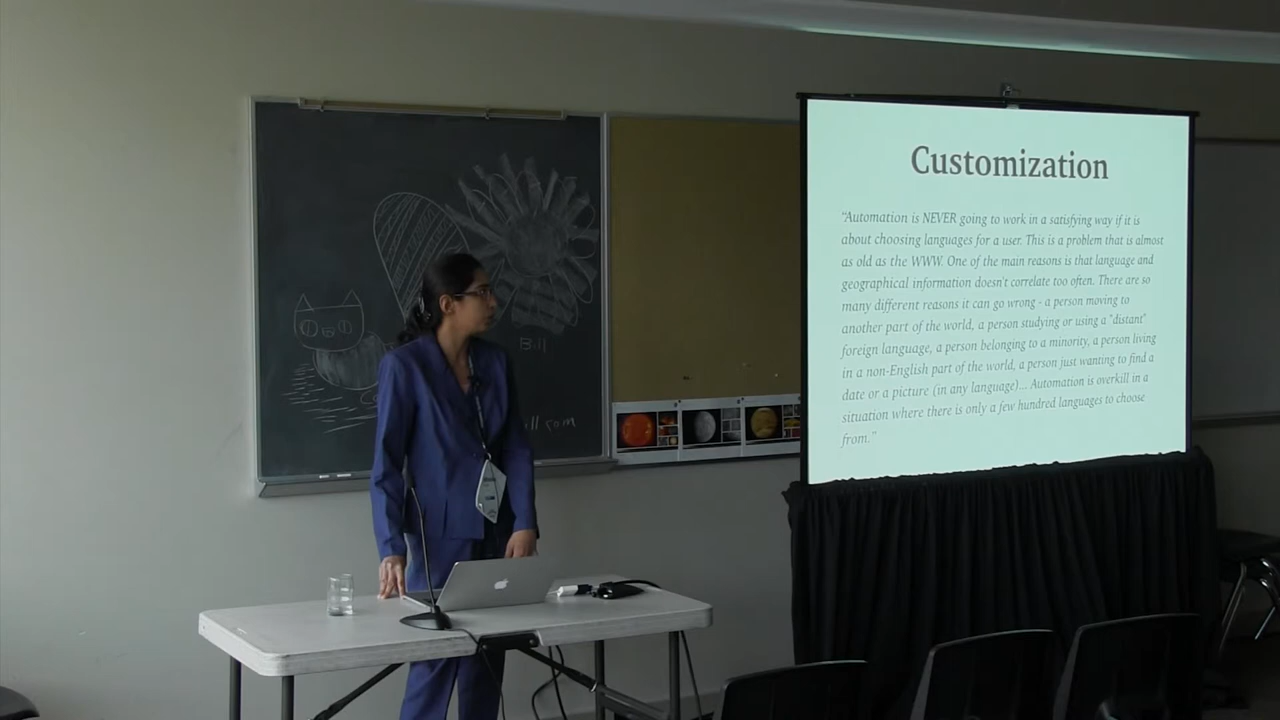 Customization
"Automation is NEVER going to work in a satisfying way if it is
about choosing languages for a user. This is a problem that is almost
as old as the WWW. One of the main reasons is that language and
geographical information doesn't correlate too often. There are so
many different reasons it can go wrong - a person moving to
another part of the world, a person studying or using a "distant"
foreign language, a person belonging to a minority, a person living
in a non-English part of the world, a person just wanting to find a
date or a picture (in any language)... Automation is overkill in a
situation where there is only a few hundred languages to choose
from."
Bill